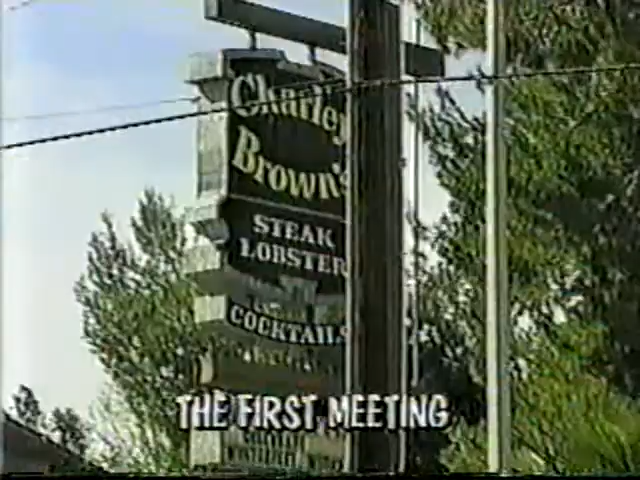 Charley
Brown's
STEAK
LOBSTER
COCKTAILS
THE FIRST MEETING